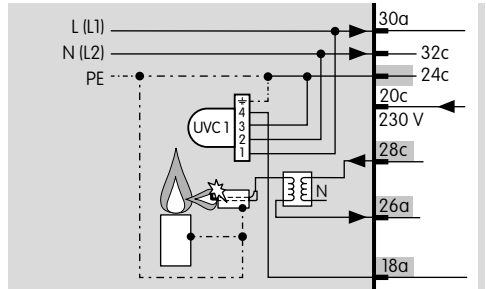 L (L1)
30a
N (L2)
32c
PE
24c
20c
230 V
4
3
2
1
UVC 1
28c
N
26a
18a